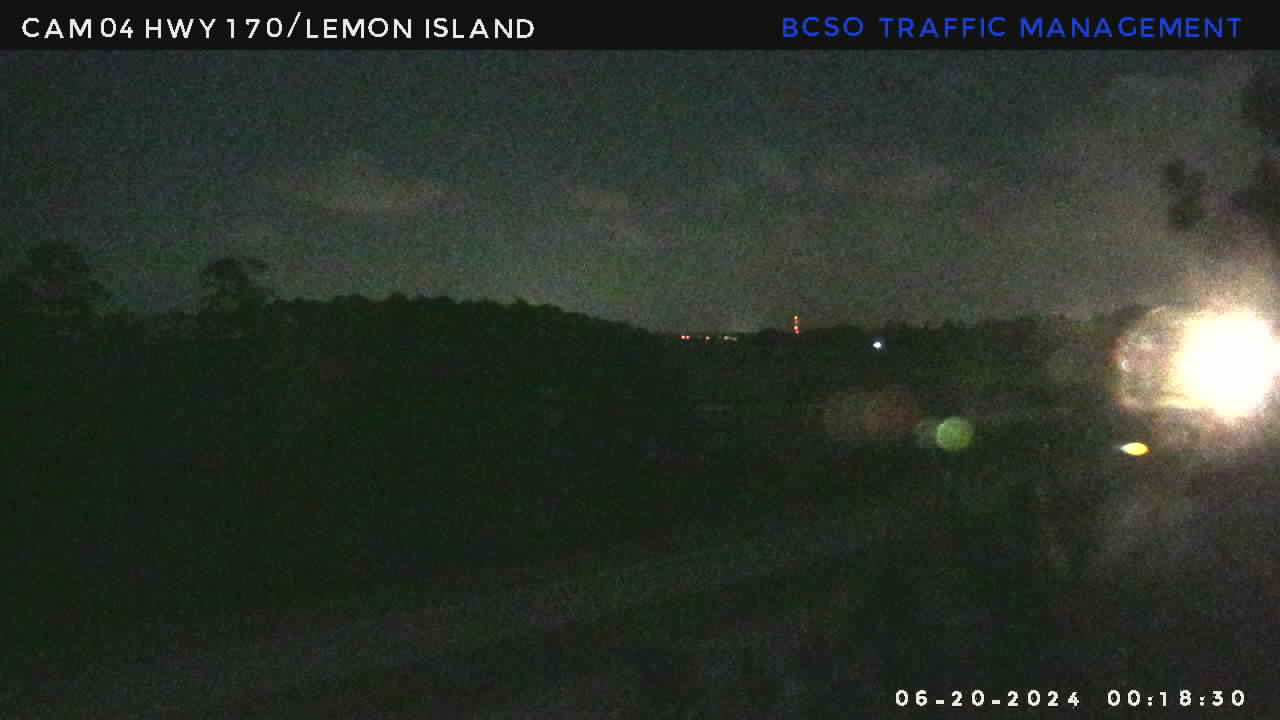 CAM04 HWY 170/LEMON ISLAND
BCSO TRAFFIC MANAGEMENT
06-20-2024 00:18:30